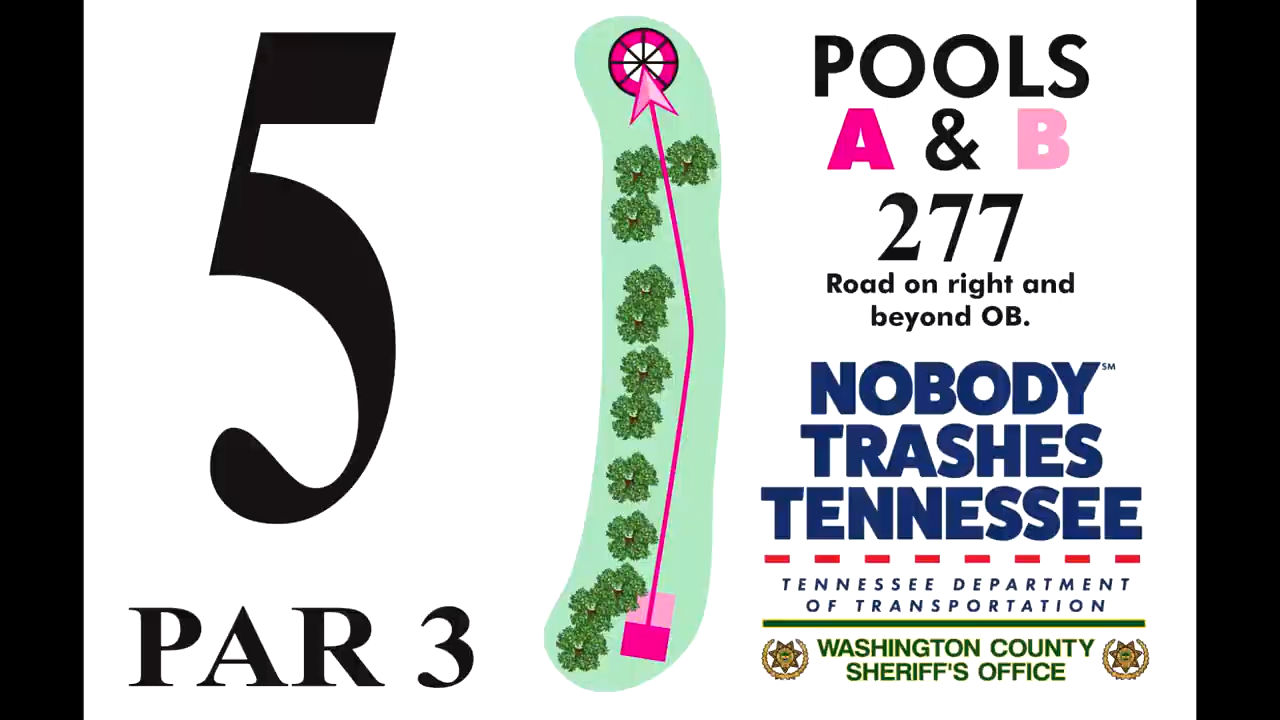 5
PAR 3
POOLS
A & B
277
Road on right and
beyond OB.
NOBODY℠
TRASHES
TENNESSEE
TENNESSEE DEPARTMENT
OF TRANSPORTATION
WASHINGTON COUNTY
SHERIFF'S OFFICE